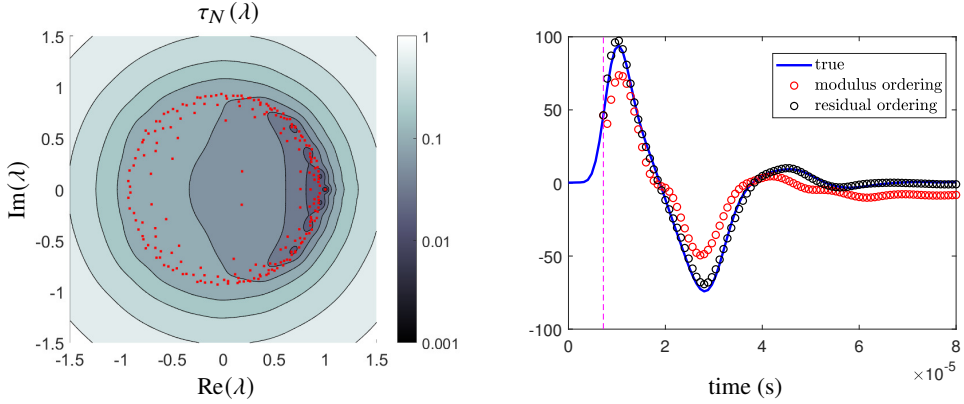 τ_N(λ)
1.5
1
0.5
0
-0.5
-1
-1.5
Im(λ)
-1.5 -1 -0.5 0 0.5 1 1.5
Re(λ)
1
0.1
0.01
0.001
100
50
0
-50
-100
true
modulus ordering
residual ordering
0 2 4 6 8
×10^-5
time (s)